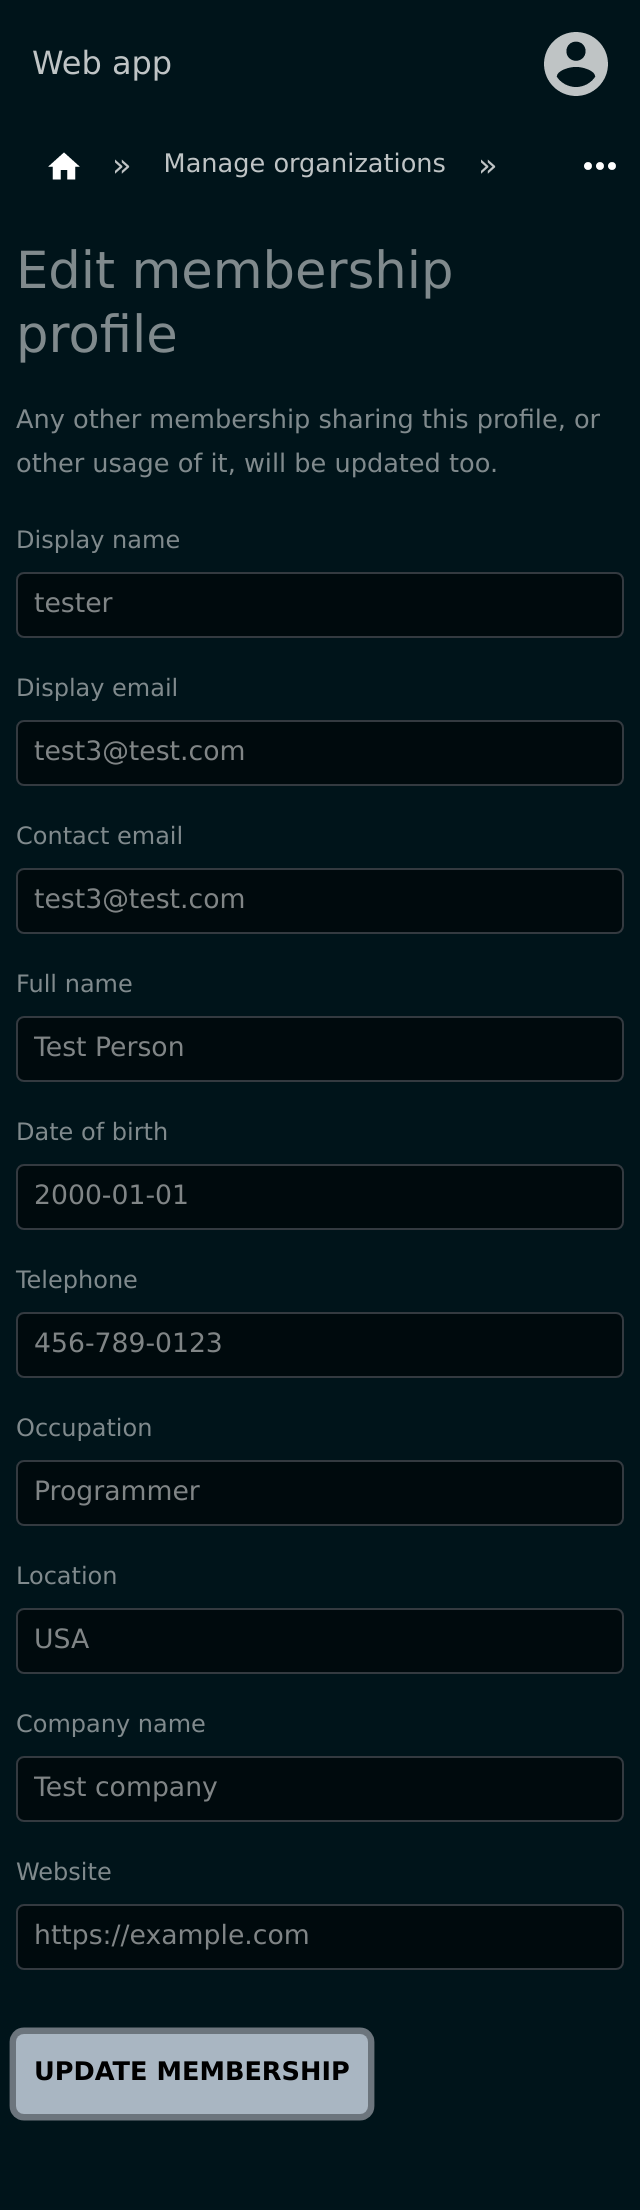 Web app
» Manage organizations » •••
Edit membership
profile
Any other membership sharing this profile, or
other usage of it, will be updated too.
Display name
tester
Display email
test3@test.com
Contact email
test3@test.com
Full name
Test Person
Date of birth
2000-01-01
Telephone
456-789-0123
Occupation
Programmer
Location
USA
Company name
Test company
Website
https://example.com
UPDATE MEMBERSHIP